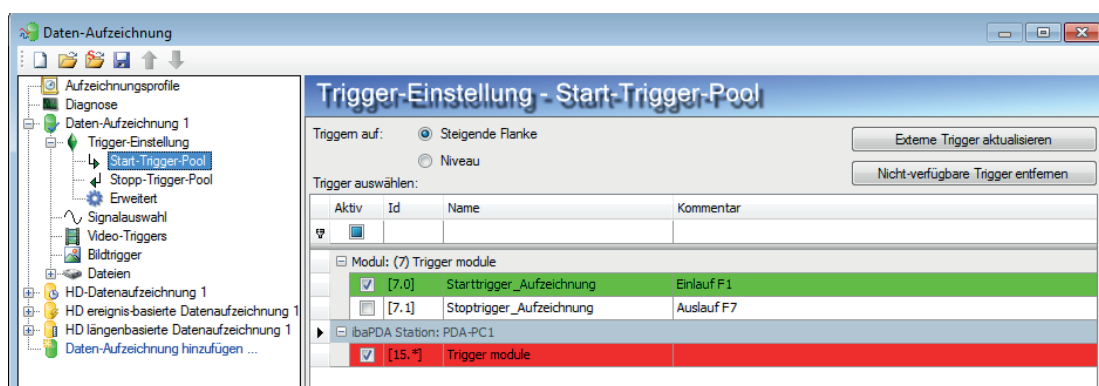 Daten-Aufzeichnung
Aufzeichnungsprofile
Diagnose
Daten-Aufzeichnung 1
Trigger-Einstellung
Start-Trigger-Pool
Stopp-Trigger-Pool
Erweitert
Signalauswahl
Video-Triggers
Bildtrigger
Dateien
HD-Datenaufzeichnung 1
HD ereignis-basierte Datenaufzeichnung 1
HD längenbasierte Datenaufzeichnung 1
Daten-Aufzeichnung hinzufügen ...
Trigger-Einstellung - Start-Trigger-Pool
Triggern auf: Steigende Flanke
Externe Trigger aktualisieren
Niveau
Nicht-verfügbare Trigger entfernen
Trigger auswählen:
Aktiv Id Name Kommentar
Modul: (7) Trigger module
[7.0] Starttrigger_Aufzeichnung Einlauf F1
[7.1] Stoptrigger_Aufzeichnung Auslauf F7
ibaPDA Station: PDA-PC1
[15.*] Trigger module